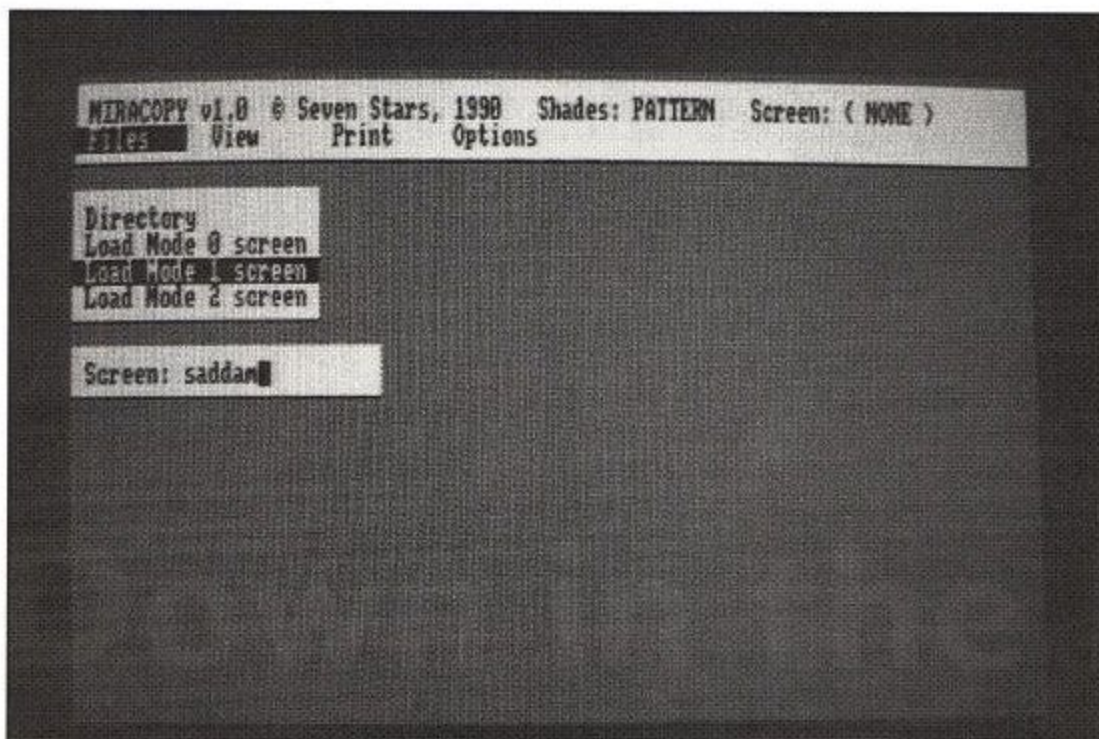 MIRACOPY v1.0 © Seven Stars, 1990 Shades: PATTERN Screen: ( NONE )
Files View Print Options
Directory
Load Mode 0 screen
Load Mode 1 screen
Load Mode 2 screen
Screen: saddam